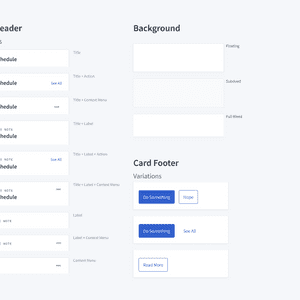 eader
s
hedule
Title
hedule
See All
Title + Action
hedule
Title + Context Menu
NOTE
hedule
Title + Label
NOTE
See All
hedule
Title + Label + Action
NOTE
hedule
Title + Label + Context Menu
NOTE
Label
NOTE
Label + Context Menu
Context Menu
Background
Floating
Subdued
Full Bleed
Card Footer
Variations
Do Something
Nope
Do Something
See All
Read More